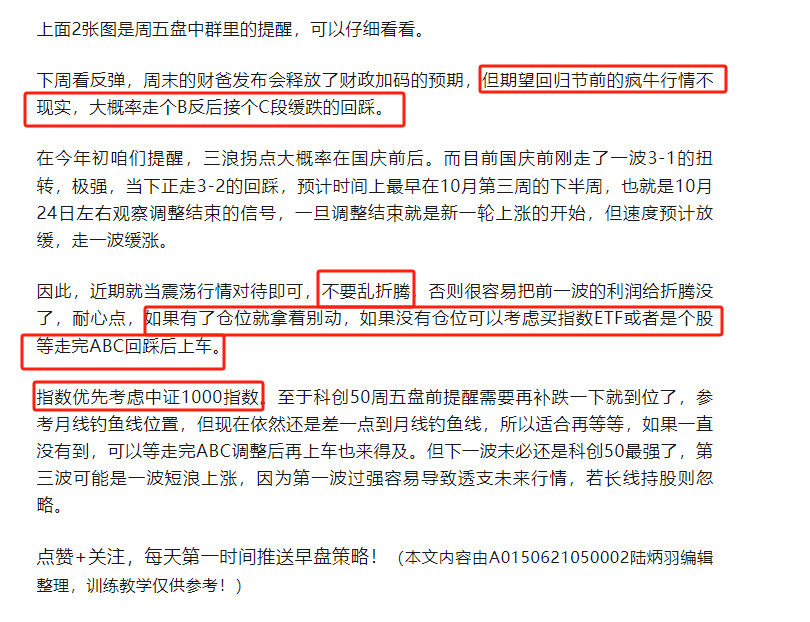 上面2张图是周五盘中群里的提醒，可以仔细看看。
下周看反弹，周末的财爸发布会释放了财政加码的预期，但期望回归节前的疯牛行情不
现实，大概率走个B反后接个C段缓跌的回踩。
在今年初咱们提醒，三浪拐点大概率在国庆前后。而目前国庆前刚走了一波3-1的扭
转，极强，当下正走3-2的回踩，预计时间上最早在10月第三周的下半周，也就是10月
24日左右观察调整结束的信号，一旦调整结束就是新一轮上涨的开始，但速度预计放
缓，走一波缓涨。
因此，近期就当震荡行情对待即可，不要乱折腾，否则很容易把前一波的利润给折腾没
了，耐心点，如果有了仓位就拿着别动，如果没有仓位可以考虑买指数ETF或者是个股
等走完ABC回踩后上车。
指数优先考虑中证1000指数。至于科创50周五盘前提醒需要再补跌一下就到位了，参
考月线钓鱼线位置，但现在依然还是差一点到月线钓鱼线，所以适合再等等，如果一直
没有到，可以等走完ABC调整后再上车也来得及。但下一波未必还是科创50最强了，第
三波可能是一波短浪上涨，因为第一波过强容易导致透支未来行情，若长线持股则忽
略。
点赞+关注，每天第一时间推送早盘策略！（本文内容由A0150621050002陆炳羽编辑
整理，训练教学仅供参考！）